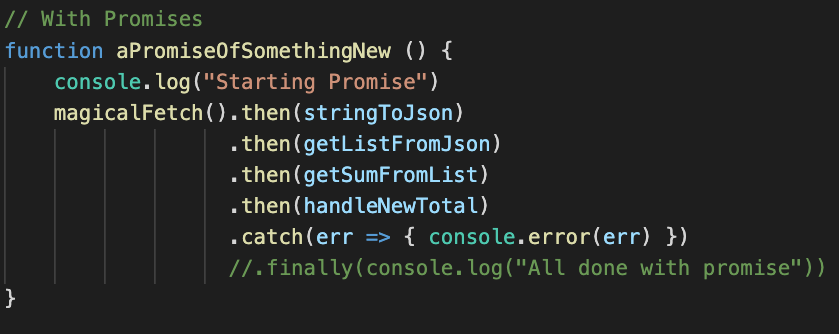 // With Promises
function aPromiseOfSomethingNew () {
console.log("Starting Promise")
magicalFetch().then(stringToJson)
.then(getListFromJson)
.then(getSumFromList)
.then(handleNewTotal)
.catch(err => { console.error(err) })
//.finally(console.log("All done with promise"))
}